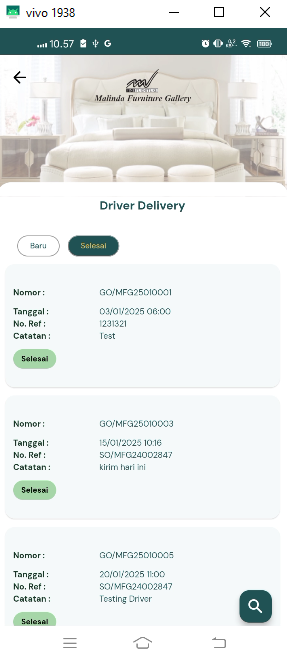 vivo 1938
10.57
Malinda Furniture Gallery
Driver Delivery
Baru Selesai
Nomor : GO/MFG25010001
Tanggal : 03/01/2025 06:00
No. Ref : 1231321
Catatan : Test
Selesai
Nomor : GO/MFG25010003
Tanggal : 15/01/2025 10:16
No. Ref : SO/MFG24002847
Catatan : kirim hari ini
Selesai
Nomor : GO/MFG25010005
Tanggal : 20/01/2025 11:00
No. Ref : SO/MFG24002847
Catatan : Testing Driver
Selesai